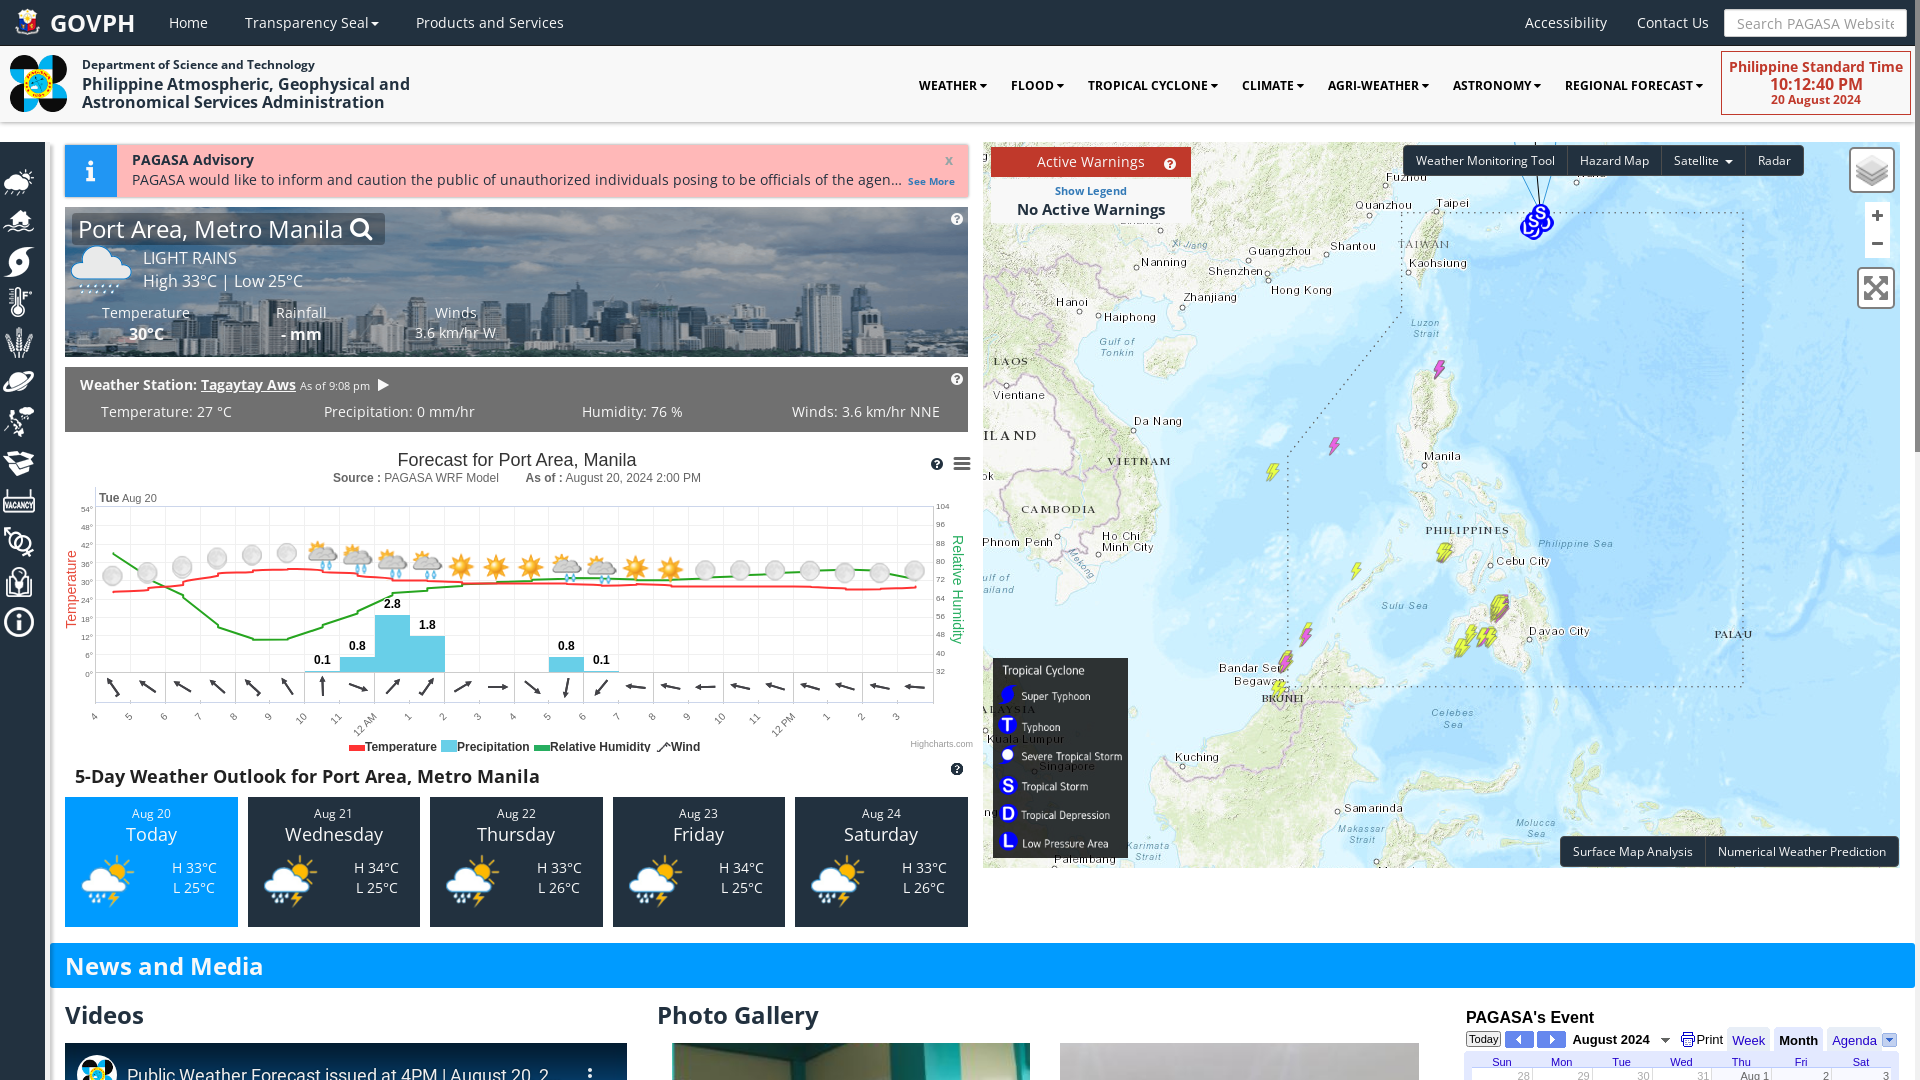 GOVPH
Home
Transparency Seal
Products and Services
Accessibility
Contact Us
Search PAGASA Website
Department of Science and Technology
Philippine Atmospheric, Geophysical and
Astronomical Services Administration
WEATHER
FLOOD
TROPICAL CYCLONE
CLIMATE
AGRI-WEATHER
ASTRONOMY
REGIONAL FORECAST
Philippine Standard Time
10:12:40 PM
20 August 2024
PAGASA Advisory
x
PAGASA would like to inform and caution the public of unauthorized individuals posing to be officials of the agen... See More
Port Area, Metro Manila
LIGHT RAINS
High 33°C | Low 25°C
Temperature
30°C
Rainfall
- mm
Winds
3.6 km/hr W
Weather Station: Tagaytay Aws As of 9:08 pm
Temperature: 27 °C
Precipitation: 0 mm/hr
Humidity: 76 %
Winds: 3.6 km/hr NNE
Forecast for Port Area, Manila
Source : PAGASA WRF Model As of : August 20, 2024 2:00 PM
Tue Aug 20
54°
48°
42°
36°
30°
24°
18°
12°
6°
0°
Temperature
104
96
88
80
72
64
56
48
40
32
Relative Humidity
0.1
0.8
2.8
1.8
0.8
0.1
4 5 6 7 8 9 10 11 12 AM 1 2 3 4 5 6 7 8 9 10 11 12 PM 1 2 3
Temperature Precipitation Relative Humidity Wind
Highcharts.com
5-Day Weather Outlook for Port Area, Metro Manila
Aug 20
Today
H 33°C
L 25°C
Aug 21
Wednesday
H 34°C
L 25°C
Aug 22
Thursday
H 33°C
L 26°C
Aug 23
Friday
H 34°C
L 25°C
Aug 24
Saturday
H 33°C
L 26°C
Active Warnings
Show Legend
No Active Warnings
Weather Monitoring Tool
Hazard Map
Satellite
Radar
+
−
Fuzhou
Quanzhou
Taipei
Xi Jiang
Guangzhou
Shantou
TAIWAN
Nanning
Shenzhen
Kaohsiung
Hong Kong
Hanoi
Zhanjiang
Haiphong
Luzon
Strait
Gulf of
Tonkin
LAOS
Vientiane
Da Nang
ILAND
VIETNAM
Manila
CAMBODIA
PHILIPPINES
Phnom Penh
Ho Chi
Minh City
Mekong
Philippine Sea
Cebu City
Sulu Sea
Davao City
PALAU
Bandar Seri
Begawan
BRUNEI
Celebes
Sea
Kuala Lumpur
Singapore
Kuching
Samarinda
Makassar
Strait
Molucca
Sea
Karimata
Strait
Palembang
Tropical Cyclone
Super Typhoon
T Typhoon
Severe Tropical Storm
S Tropical Storm
D Tropical Depression
L Low Pressure Area
Surface Map Analysis
Numerical Weather Prediction
VACANCY
News and Media
Videos
Public Weather Forecast issued at 4PM | August 20, 2
Photo Gallery
PAGASA's Event
Today
August 2024
Print
Week
Month
Agenda
Sun Mon Tue Wed Thu Fri Sat
28 29 30 31 Aug 1 2 3